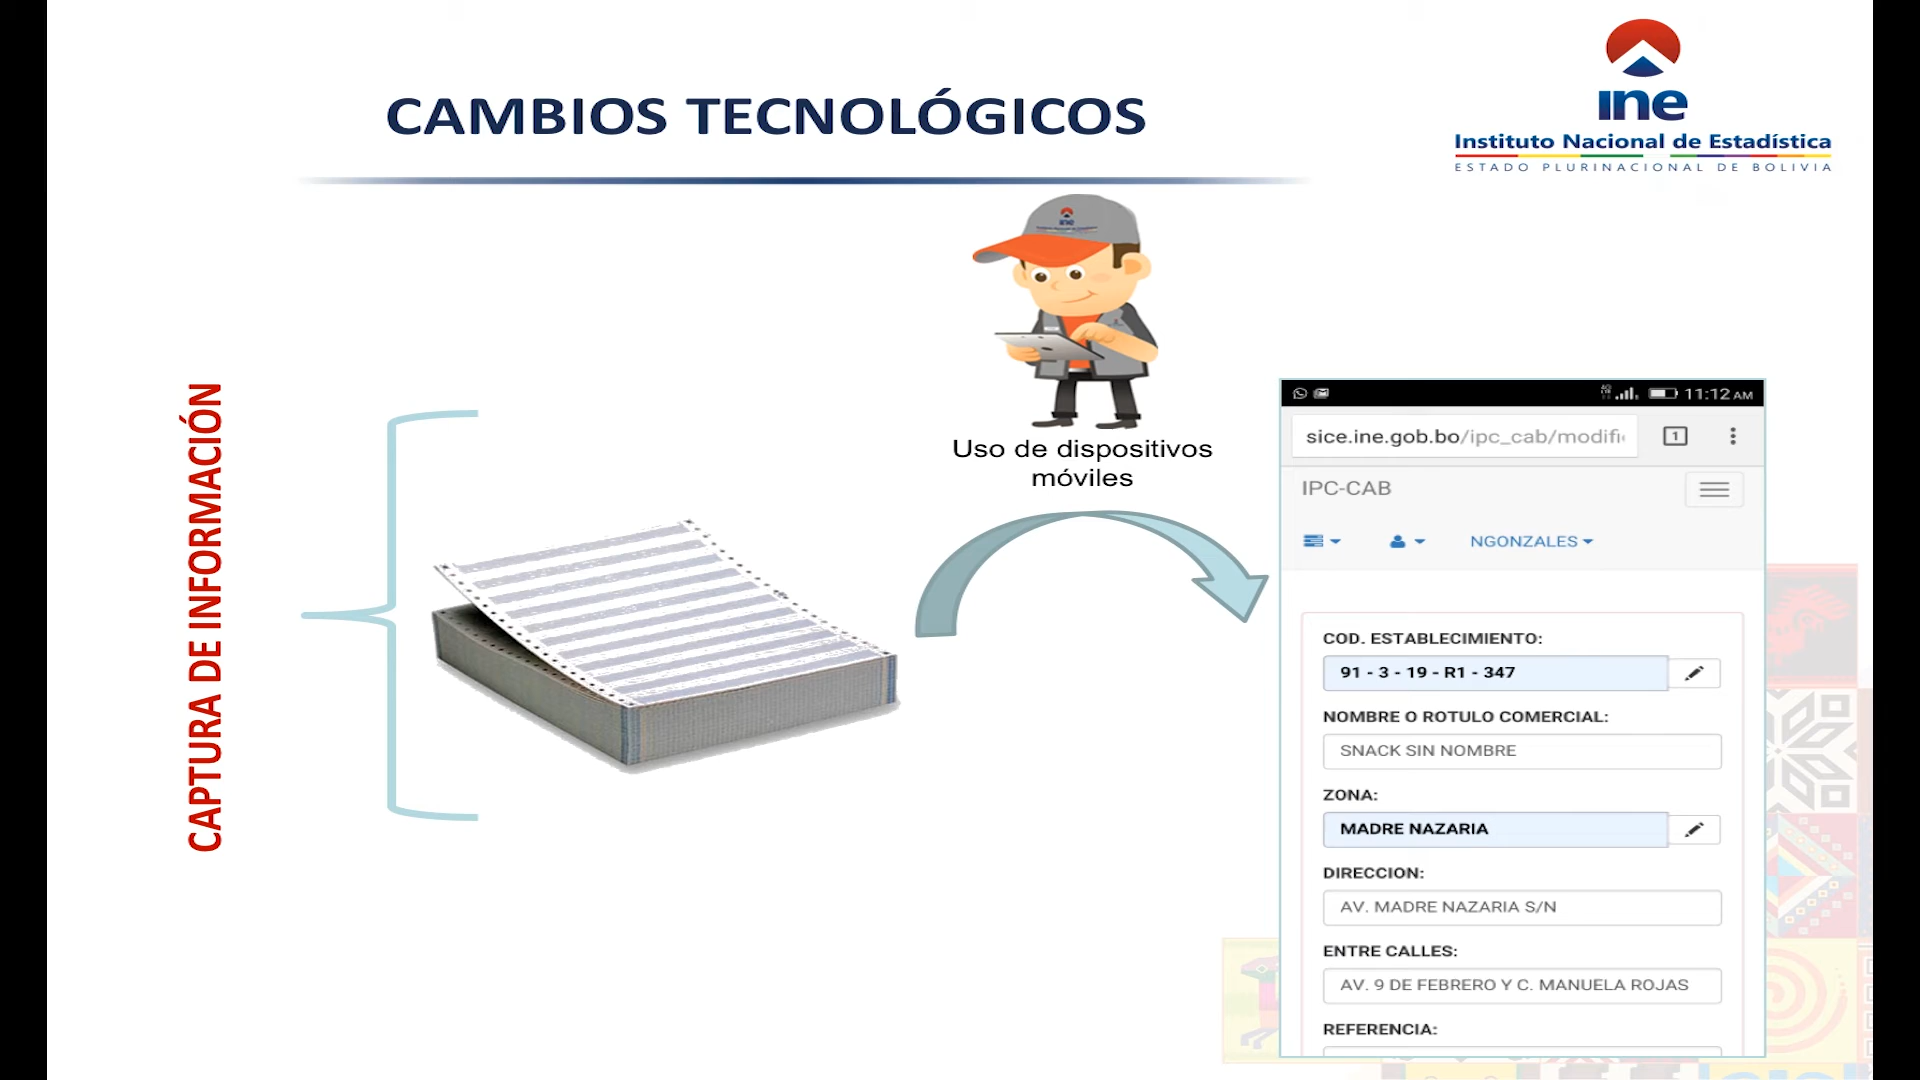 CAMBIOS TECNOLÓGICOS
ine
Instituto Nacional de Estadística
ESTADO PLURINACIONAL DE BOLIVIA
CAPTURA DE INFORMACIÓN
ine
Uso de dispositivos
móviles
11:12 AM
sice.ine.gob.bo/ipc_cab/modifi
1
IPC-CAB
NGONZALES
COD. ESTABLECIMIENTO:
91 - 3 - 19 - R1 - 347
NOMBRE O ROTULO COMERCIAL:
SNACK SIN NOMBRE
ZONA:
MADRE NAZARIA
DIRECCION:
AV. MADRE NAZARIA S/N
ENTRE CALLES:
AV. 9 DE FEBRERO Y C. MANUELA ROJAS
REFERENCIA: